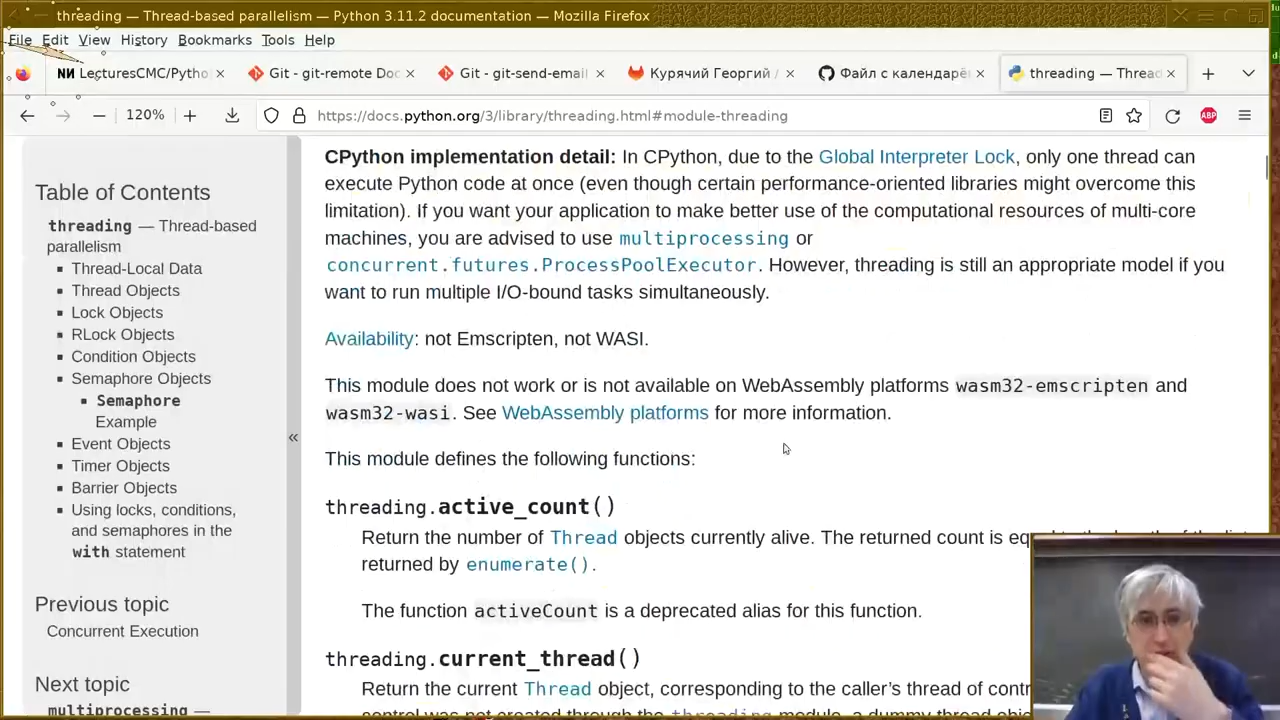 threading — Thread-based parallelism — Python 3.11.2 documentation — Mozilla Firefox
File Edit View History Bookmarks Tools Help
LecturesCMC/Pytho
Git - git-remote Doc
Git - git-send-email
Курячий Георгий /
Файл с календарё
threading — Thread
120%
https://docs.python.org/3/library/threading.html#module-threading
ABP
Table of Contents
threading — Thread-based
parallelism
Thread-Local Data
Thread Objects
Lock Objects
RLock Objects
Condition Objects
Semaphore Objects
Semaphore
Example
Event Objects
Timer Objects
Barrier Objects
Using locks, conditions,
and semaphores in the
with statement
Previous topic
Concurrent Execution
Next topic
multiprocessing —
«
CPython implementation detail: In CPython, due to the Global Interpreter Lock, only one thread can
execute Python code at once (even though certain performance-oriented libraries might overcome this
limitation). If you want your application to make better use of the computational resources of multi-core
machines, you are advised to use multiprocessing or
concurrent.futures.ProcessPoolExecutor. However, threading is still an appropriate model if you
want to run multiple I/O-bound tasks simultaneously.
Availability: not Emscripten, not WASI.
This module does not work or is not available on WebAssembly platforms wasm32-emscripten and
wasm32-wasi. See WebAssembly platforms for more information.
This module defines the following functions:
threading.active_count()
Return the number of Thread objects currently alive. The returned count is
returned by enumerate().
The function activeCount is a deprecated alias for this function.
threading.current_thread()
Return the current Thread object, corresponding to the caller's thread of
control was not created through the threading module, a dummy thread